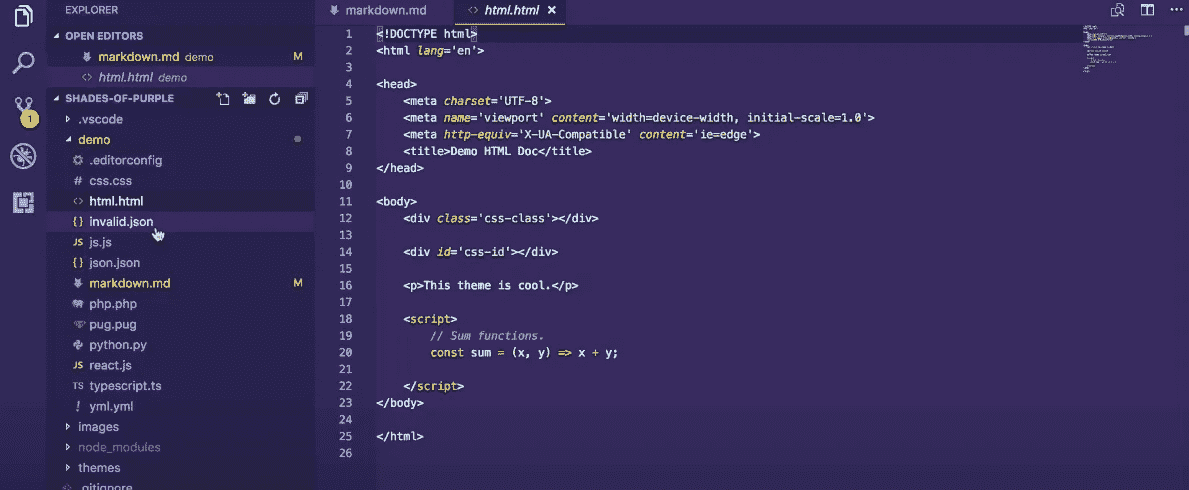 EXPLORER
OPEN EDITORS
markdown.md demo M
<> html.html demo
SHADES-OF-PURPLE
1
.vscode
demo
.editorconfig
# css.css
<> html.html
{} invalid.json
JS js.js
{} json.json
markdown.md M
php.php
pug.pug
python.py
JS react.js
TS typescript.ts
! yml.yml
images
node_modules
themes
.gitignore
markdown.md
<> html.html ×
1 <!DOCTYPE html>
2 <html lang='en'>
3
4 <head>
5 <meta charset='UTF-8'>
6 <meta name='viewport' content='width=device-width, initial-scale=1.0'>
7 <meta http-equiv='X-UA-Compatible' content='ie=edge'>
8 <title>Demo HTML Doc</title>
9 </head>
10
11 <body>
12 <div class='css-class'></div>
13
14 <div id='css-id'></div>
15
16 <p>This theme is cool.</p>
17
18 <script>
19 // Sum functions.
20 const sum = (x, y) => x + y;
21
22 </script>
23 </body>
24
25 </html>
26